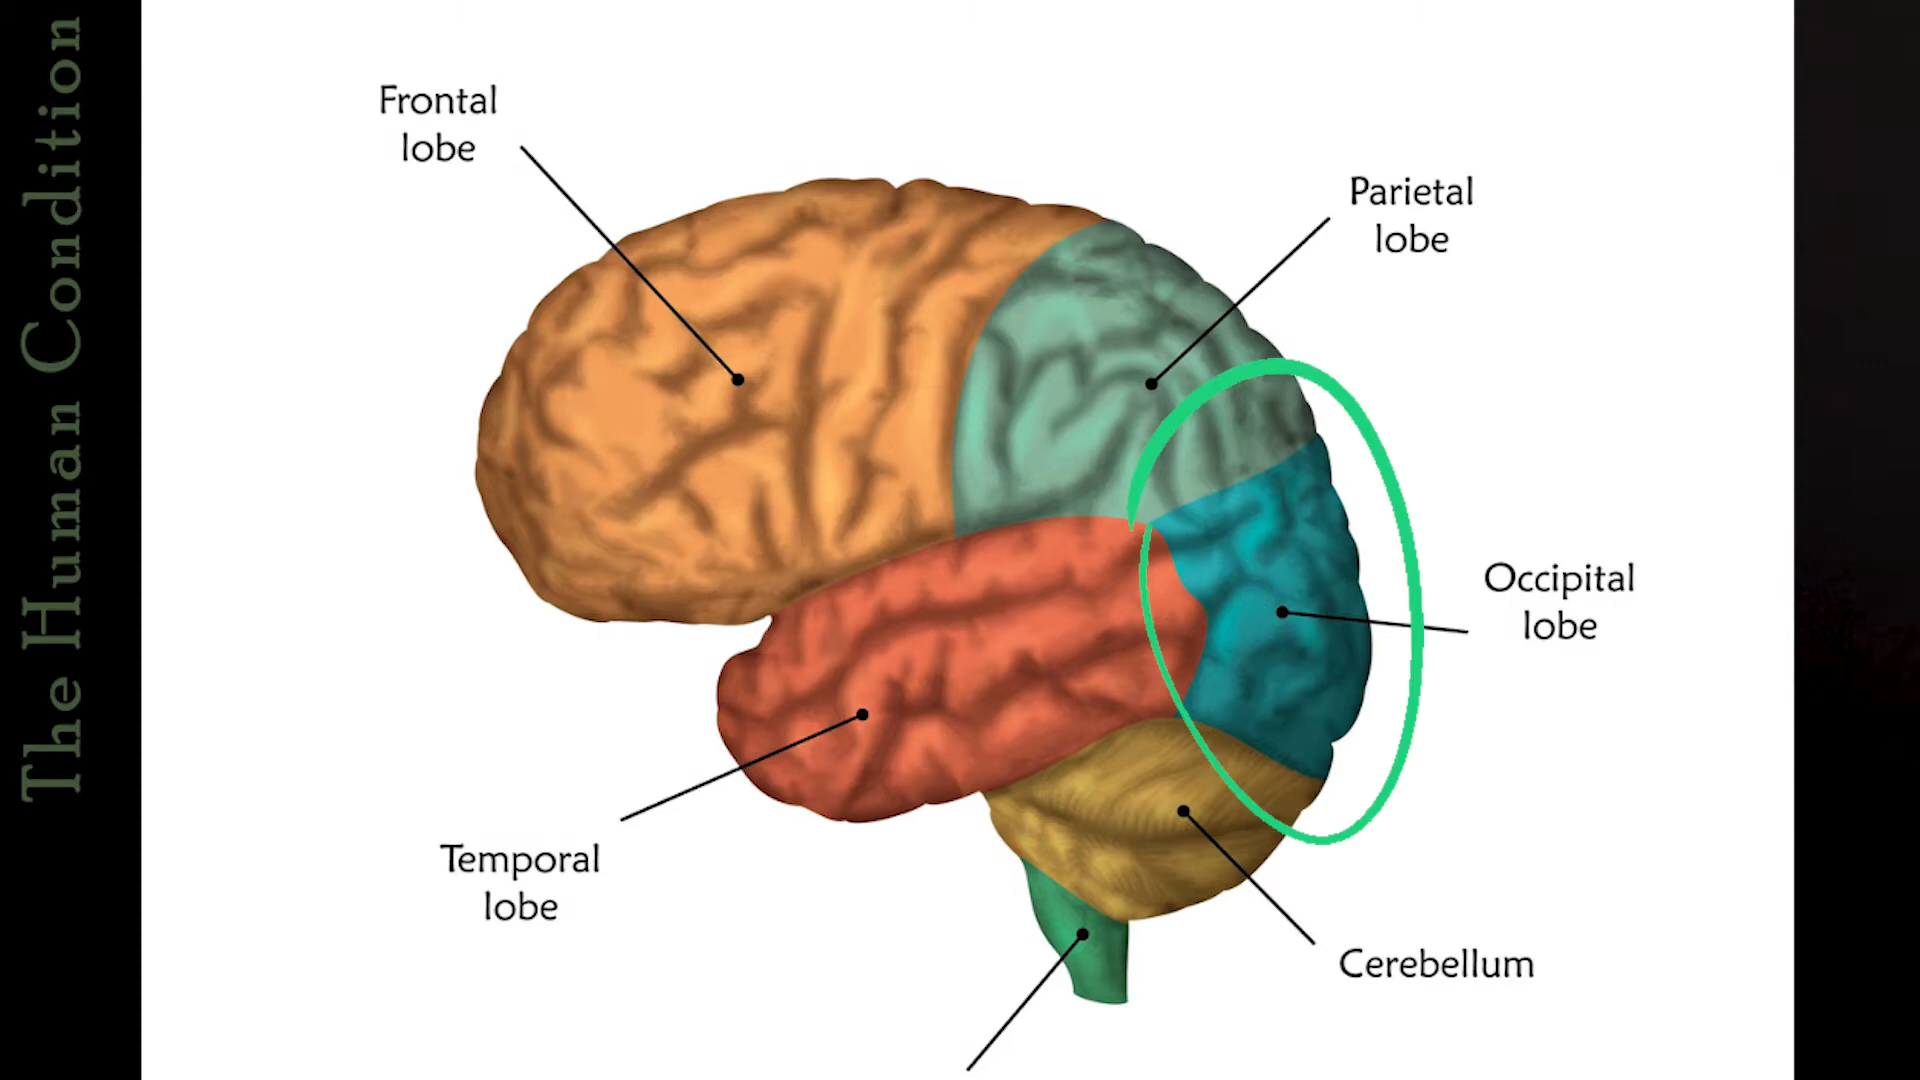 The Human Condition
Frontal
lobe
Parietal
lobe
Occipital
lobe
Temporal
lobe
Cerebellum